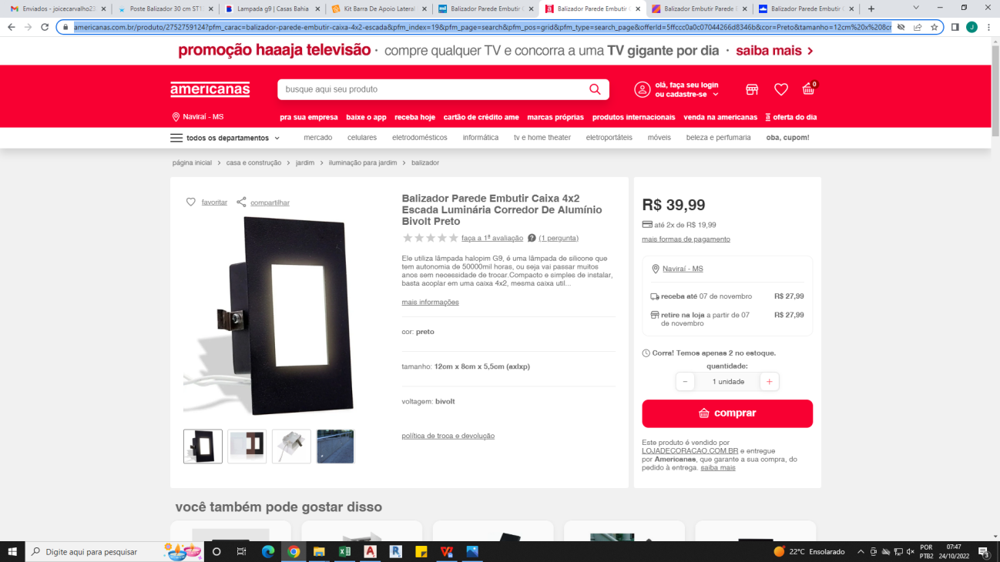 Enviados - joicecarvalho23
Poste Balizador 30 cm ST1
Lampada g9 | Casas Bahia
Kit Barra De Apoio Lateral
Balizador Parede Embutir C
Balizador Parede Embutir C
Balizador Embutir Parede E
Balizador Parede Embutir C
americanas.com.br/produto/2752759124?pfm_carac=balizador-parede-embutir-caixa-4x2-escada&pfm_index=19&pfm_page=search&pfm_pos=grid&pfm_type=search_page&offerId=5ffccc0a0c07044266d8346b&cor=Preto&tamanho=12cm%20x%208cm
J
promoção haaaja televisão · compre qualquer TV e concorra a uma TV gigante por dia · saiba mais >
americanas
busque aqui seu produto
olá, faça seu login
ou cadastre-se
0
Naviraí - MS
pra sua empresa baixe o app receba hoje cartão de crédito ame marcas próprias produtos internacionais venda na americanas oferta do dia
todos os departamentos mercado celulares eletrodomésticos informática tv e home theater eletroportáteis móveis beleza e perfumaria oba, cupom!
página inicial > casa e construção > jardim > iluminação para jardim > balizador
favoritar compartilhar
Balizador Parede Embutir Caixa 4x2
Escada Luminária Corredor De Alumínio
Bivolt Preto
faça a 1ª avaliação (1 pergunta)
Ele utiliza lâmpada halopim G9, é uma lâmpada de silicone que
tem autonomia de 50000mil horas, ou seja vai passar muitos
anos sem necessidade de trocar.Compacto e simples de instalar,
basta acoplar em uma caixa 4x2, mesma caixa util...
mais informações
cor: preto
tamanho: 12cm x 8cm x 5,5cm (axlxp)
voltagem: bivolt
política de troca e devolução
R$ 39,99
até 2x de R$ 19,99
mais formas de pagamento
Naviraí - MS
receba até 07 de novembro R$ 27,99
retire na loja a partir de 07 R$ 27,99
de novembro
Corra! Temos apenas 2 no estoque.
quantidade:
- 1 unidade +
comprar
Este produto é vendido por
LOJADECORACAO.COM.BR e entregue
por Americanas, que garante a sua compra, do
pedido à entrega. saiba mais
você também pode gostar disso
Digite aqui para pesquisar
22°C Ensolarado
POR
PTB2
07:47
24/10/2022
3